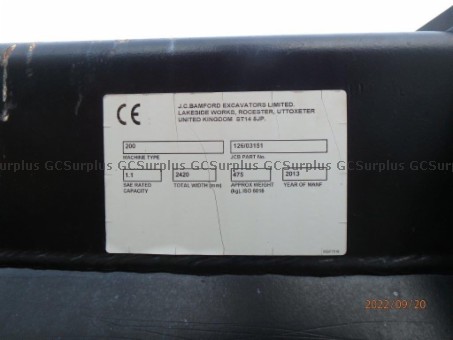 CE
J.C.BAMFORD EXCAVATORS LIMITED.
LAKESIDE WORKS, ROCESTER, UTTOXETER
UNITED KINGDOM ST14 5JP.
200 126/03151
MACHINE TYPE JCB PART No.
GCSurplus GCSurplus GCSurplus GCSurplus GCSurplus GCSurplus
1.1 2420 475 2013
SAE RATED CAPACITY TOTAL WIDTH (mm) APPROX WEIGHT (kg), ISO 6016 YEAR OF MANF
2022/09/20